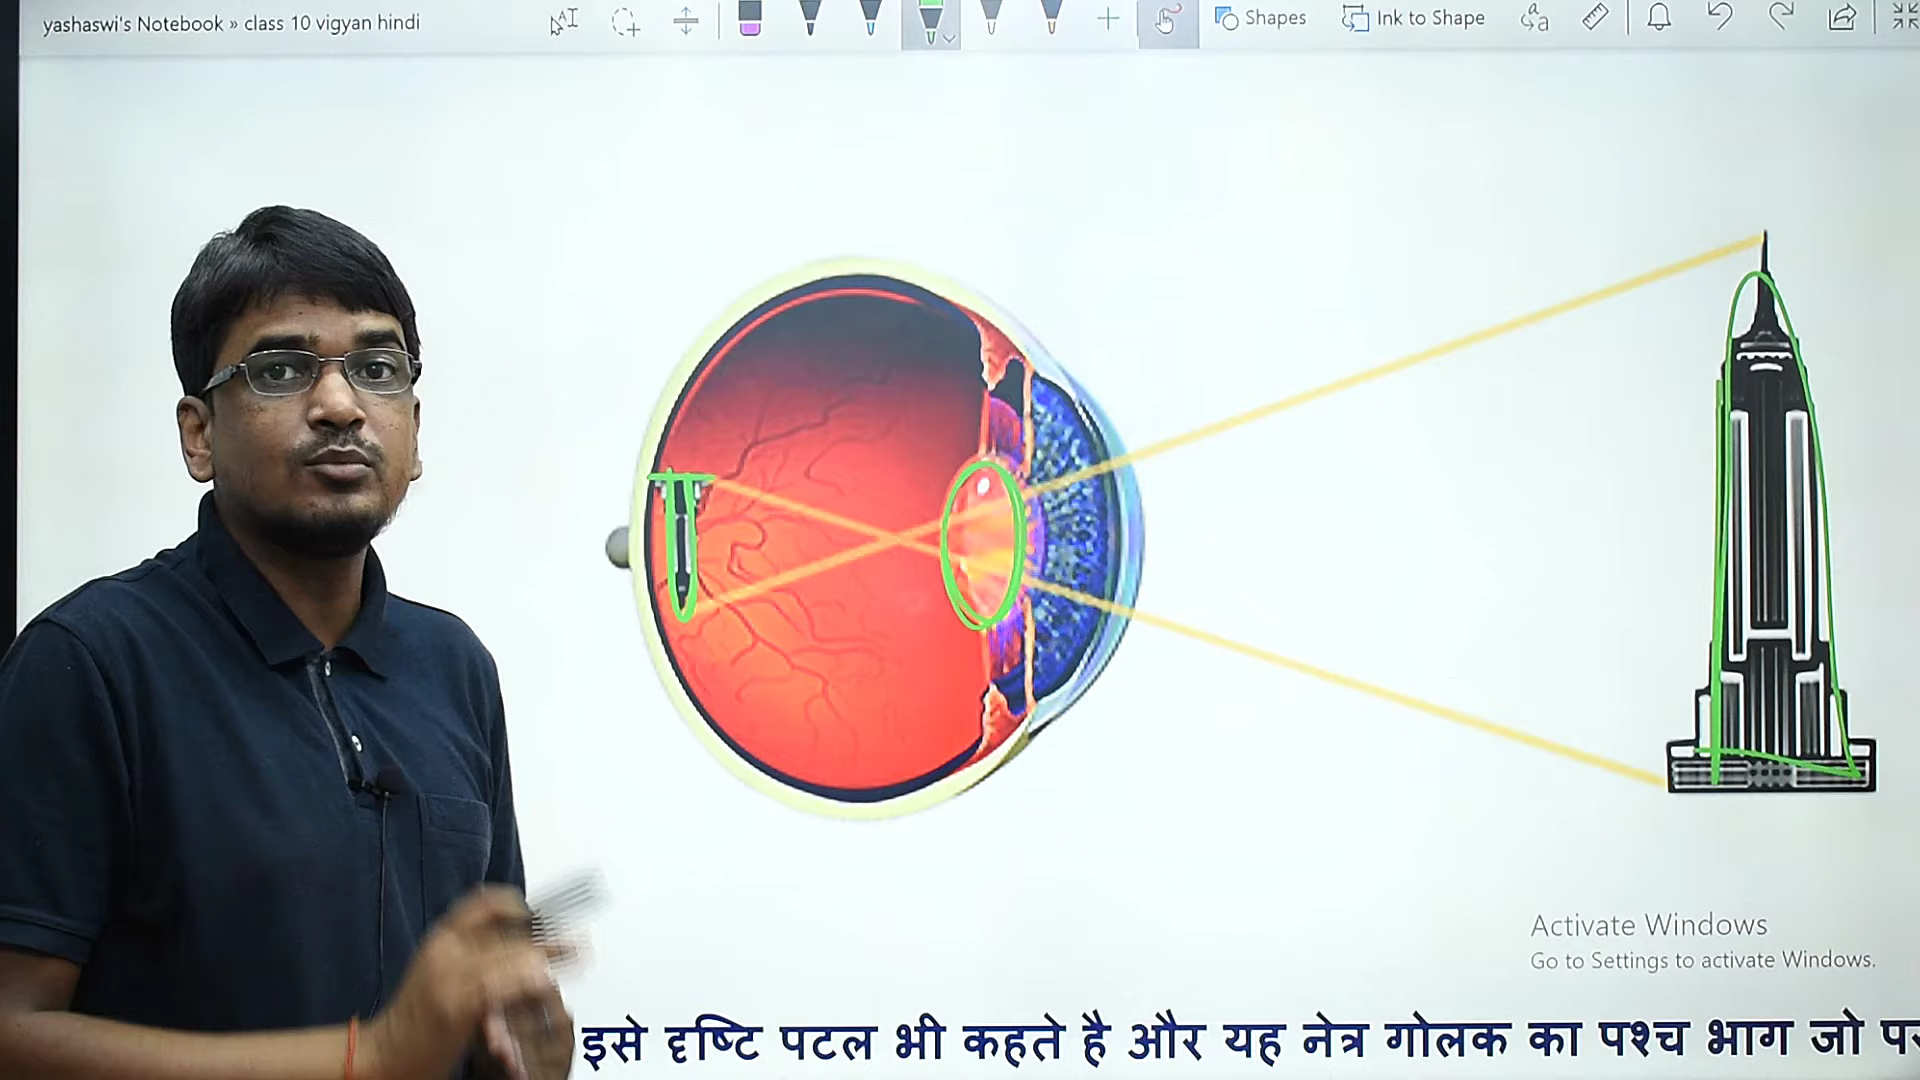 yashaswi's Notebook » class 10 vigyan hindi
Shapes
Ink to Shape
Activate Windows
Go to Settings to activate Windows.
इसे दृष्टि पटल भी कहते है और यह नेत्र गोलक का पश्च भाग जो